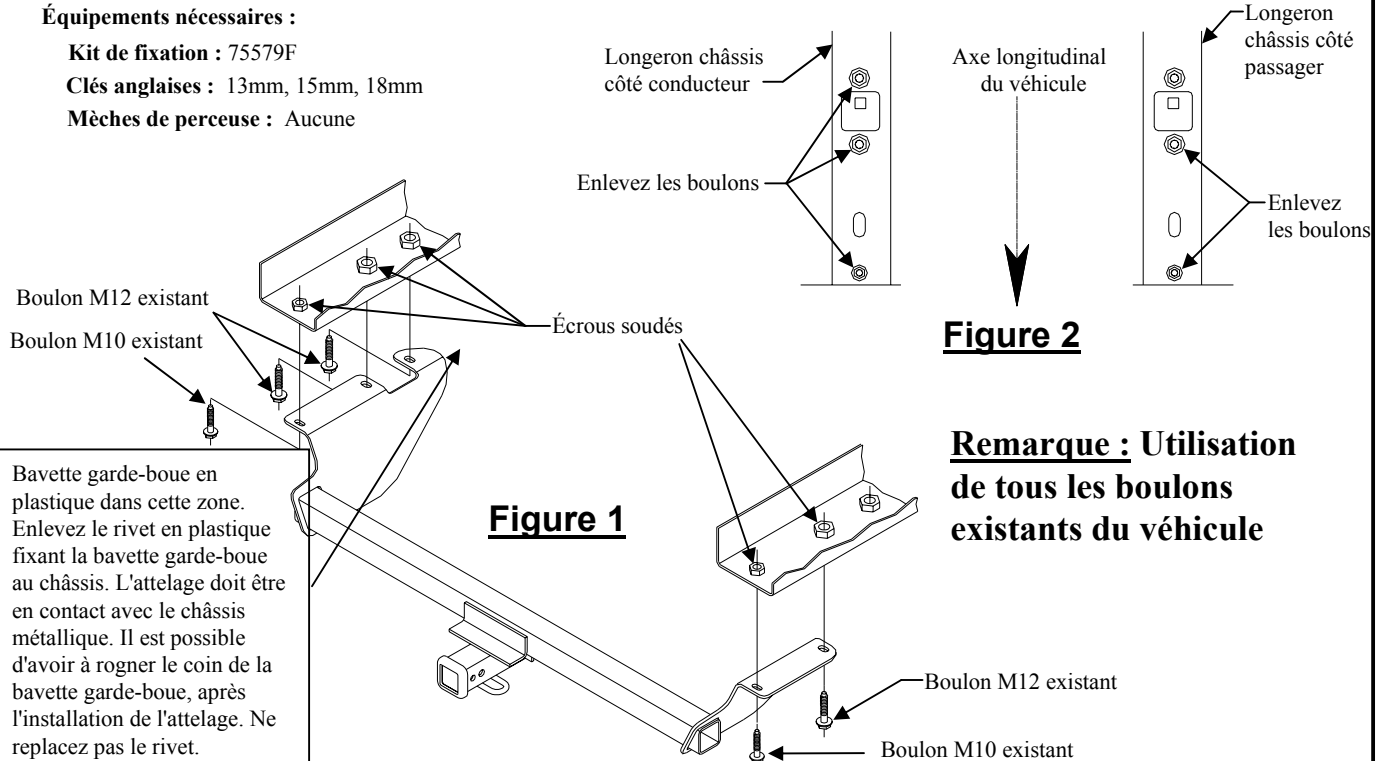 Équipements nécessaires :
Kit de fixation : 75579F
Clés anglaises : 13mm, 15mm, 18mm
Mèches de perceuse : Aucune
Longeron châssis
côté conducteur
Axe longitudinal
du véhicule
Longeron
châssis côté
passager
Enlevez les boulons
Enlevez
les boulons
Figure 2
Boulon M12 existant
Boulon M10 existant
Écrous soudés
Remarque : Utilisation
de tous les boulons
existants du véhicule
Figure 1
Bavette garde-boue en
plastique dans cette zone.
Enlevez le rivet en plastique
fixant la bavette garde-boue
au châssis. L'attelage doit être
en contact avec le châssis
métallique. Il est possible
d'avoir à rogner le coin de la
bavette garde-boue, après
l'installation de l'attelage. Ne
replacez pas le rivet.
Boulon M12 existant
Boulon M10 existant